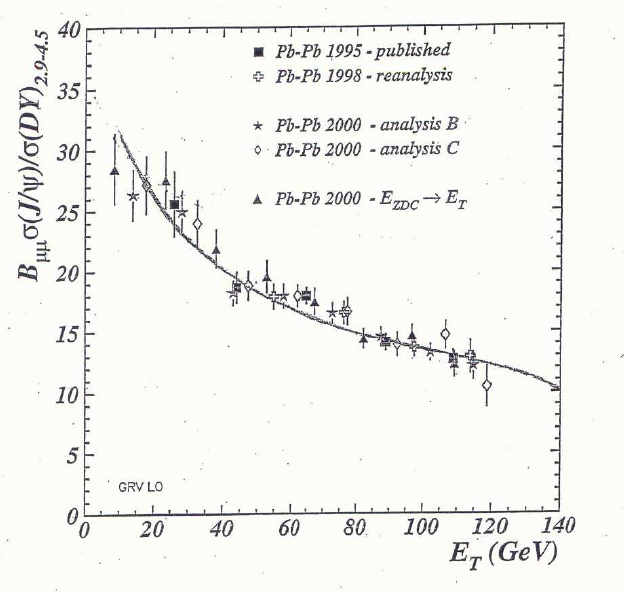 40
35
30
25
20
15
10
5
0
B_μμ σ(J/ψ)/σ(DY)_2.9-4.5
Pb-Pb 1995 - published
Pb-Pb 1998 - reanalysis
Pb-Pb 2000 - analysis B
Pb-Pb 2000 - analysis C
Pb-Pb 2000 - E_ZDC → E_T
GRV LO
0 20 40 60 80 100 120 140
E_T (GeV)